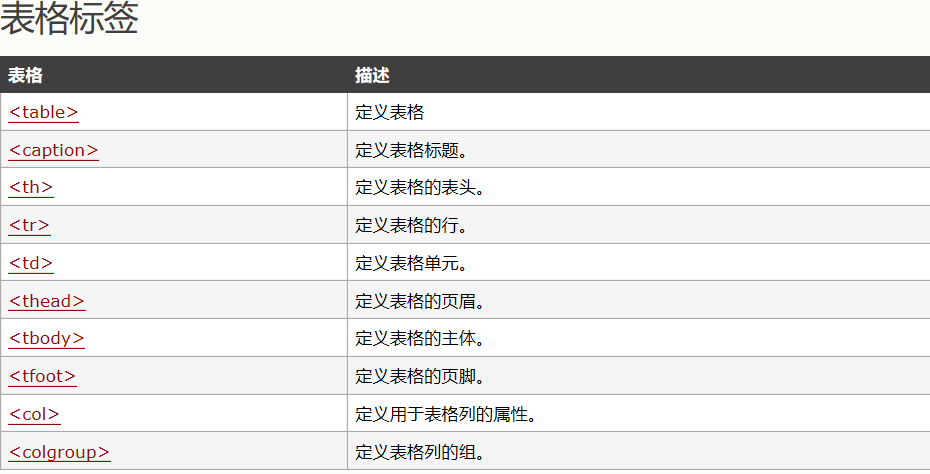 表格标签
表格 描述
<table> 定义表格
<caption> 定义表格标题。
<th> 定义表格的表头。
<tr> 定义表格的行。
<td> 定义表格单元。
<thead> 定义表格的页眉。
<tbody> 定义表格的主体。
<tfoot> 定义表格的页脚。
<col> 定义用于表格列的属性。
<colgroup> 定义表格列的组。